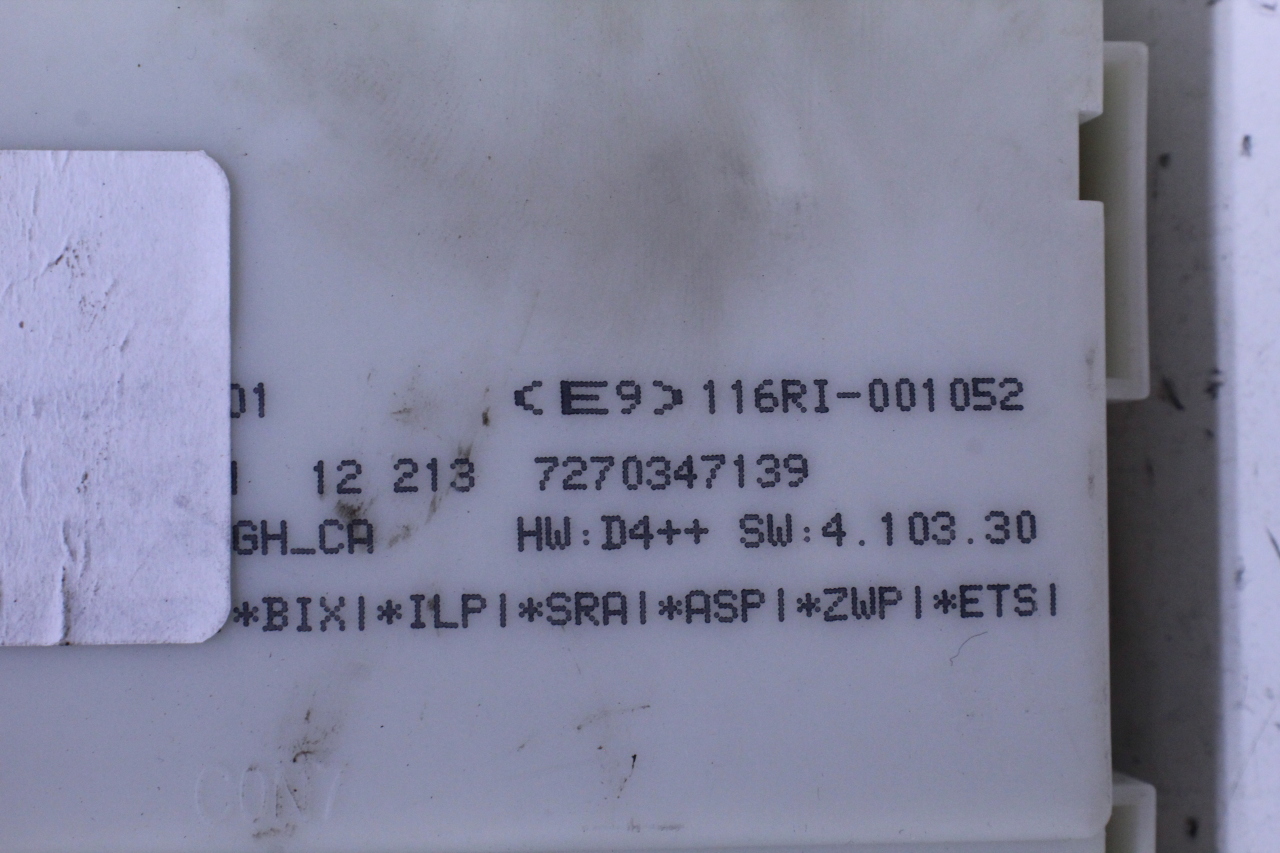 01 <E9>116RI-001052
12 213 7270347139
GH_CA HW:D4++ SW:4.103.30
*BIX|*ILP|*SRA|*ASP|*ZWP|*ETS|